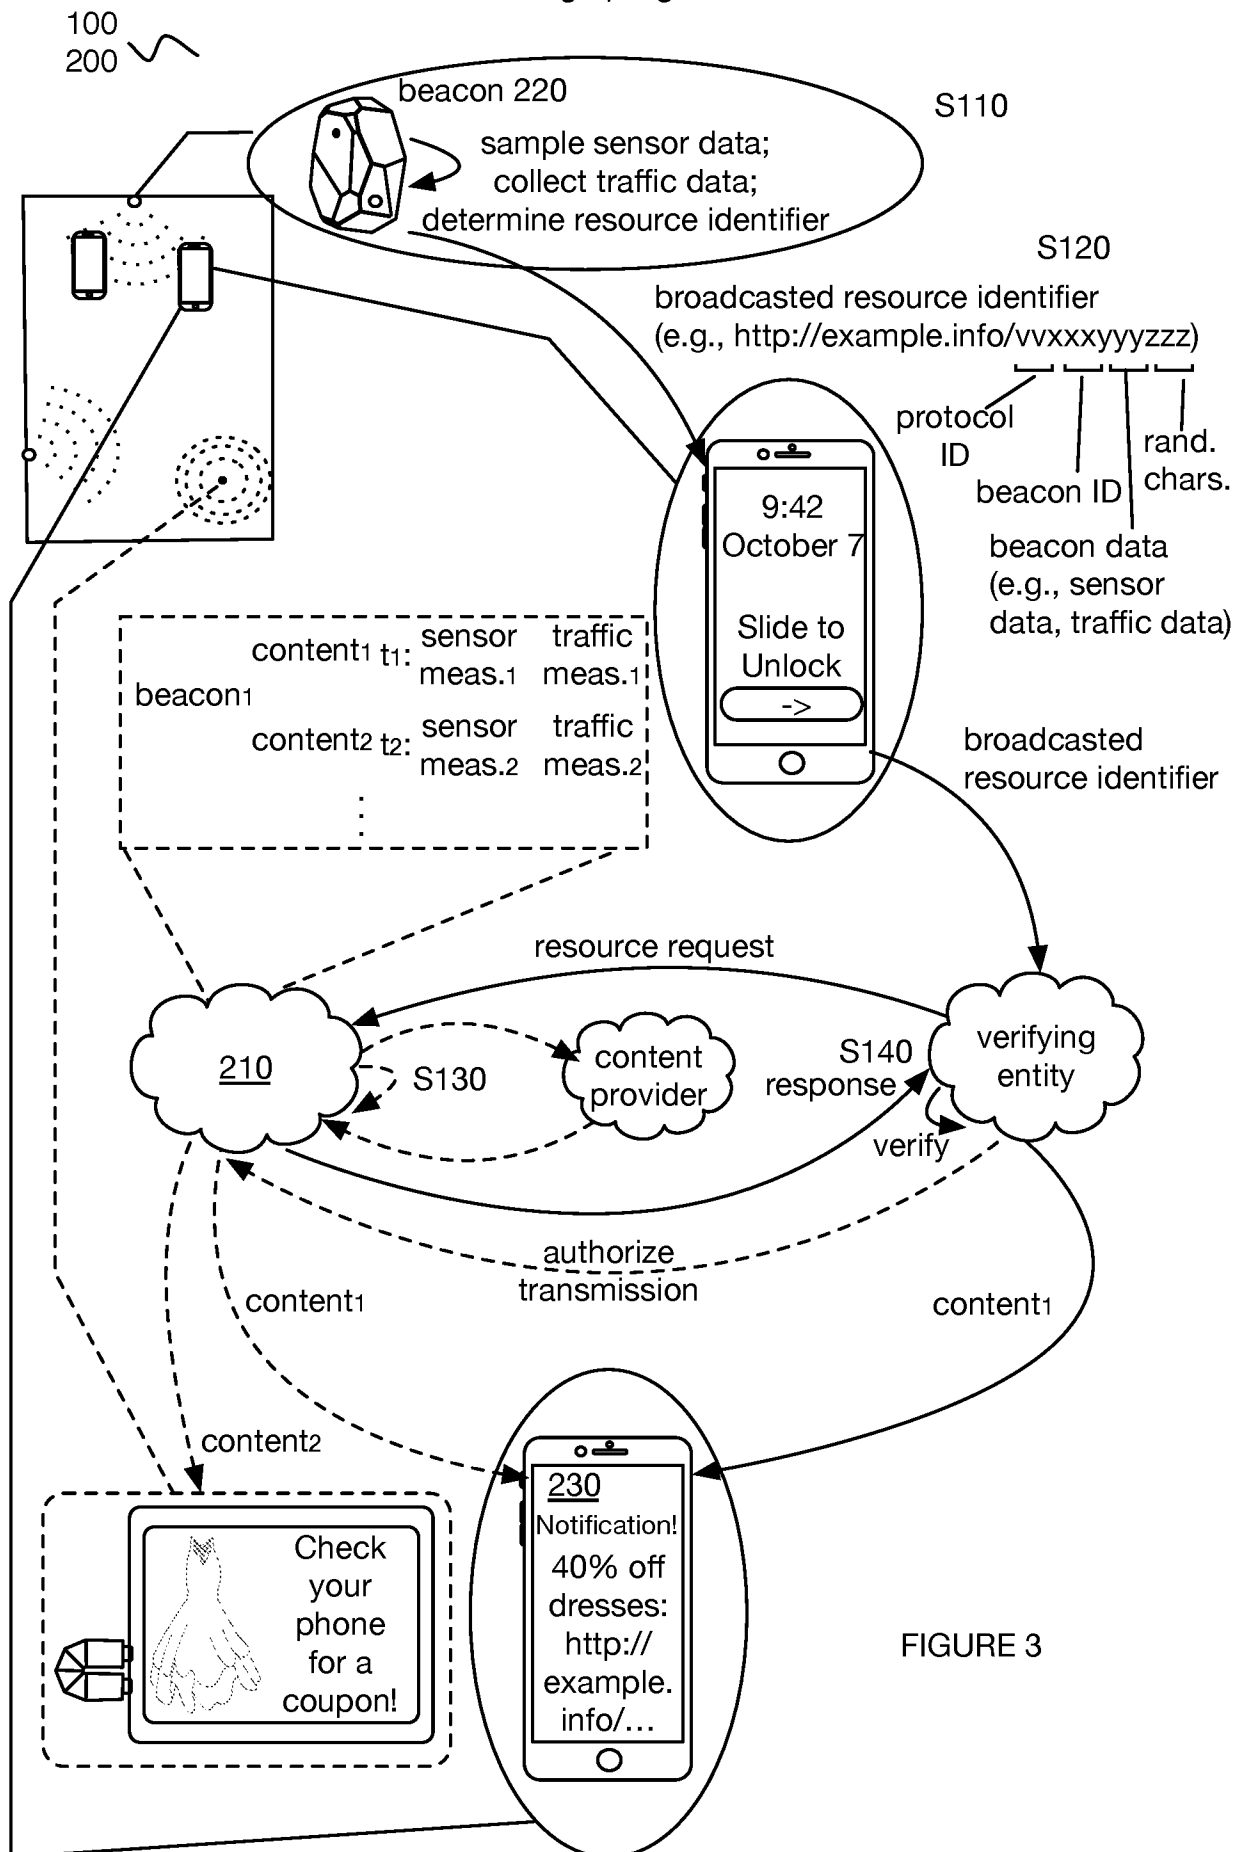 100
200
beacon 220
S110
sample sensor data;
collect traffic data;
determine resource identifier
S120
broadcasted resource identifier
(e.g., http://example.info/vvxxxyyyzzz)
protocol
ID
rand.
chars.
beacon ID
beacon data
(e.g., sensor
data, traffic data)
9:42
October 7
Slide to
Unlock
->
content1 t1: sensor traffic
meas.1 meas.1
beacon1
content2 t2: sensor traffic
meas.2 meas.2
broadcasted
resource identifier
resource request
210
S130
content
provider
S140
response
verifying
entity
verify
authorize
transmission
content1
content1
content2
230
Notification!
40% off
dresses:
http://
example.
info/...
Check
your
phone
for a
coupon!
FIGURE 3